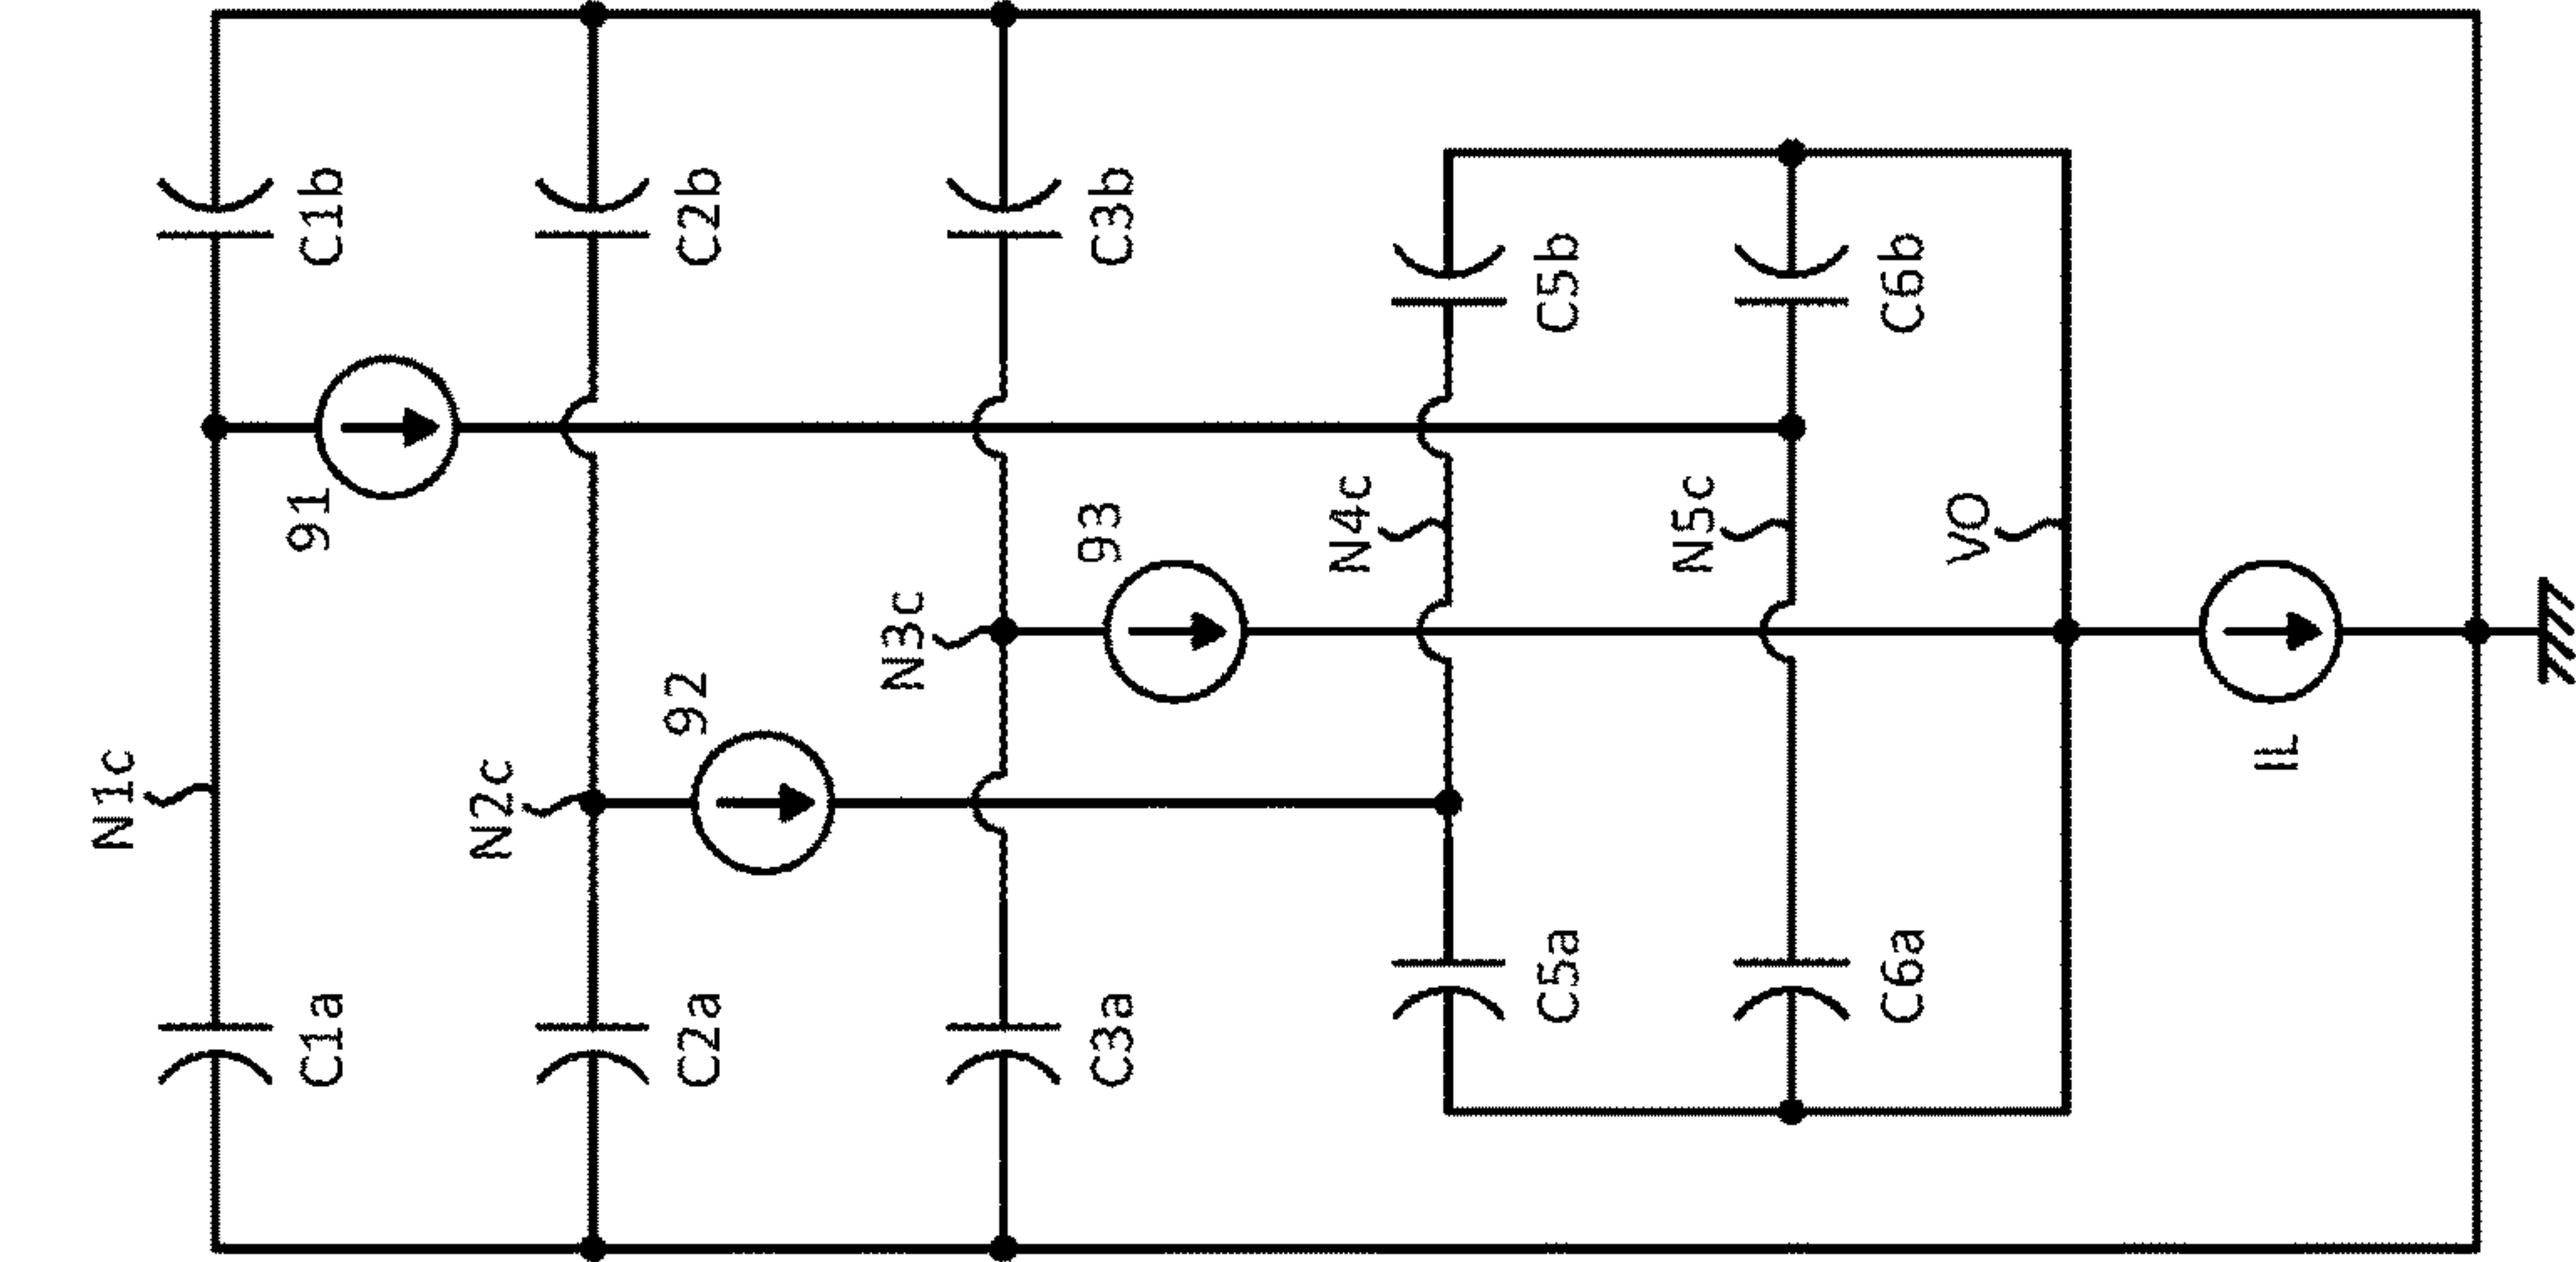 N1c
C1a
C1b
91
N2c
C2a
C2b
92
N3c
C3a
C3b
93
N4c
C5a
C5b
N5c
C6a
C6b
VO
IL